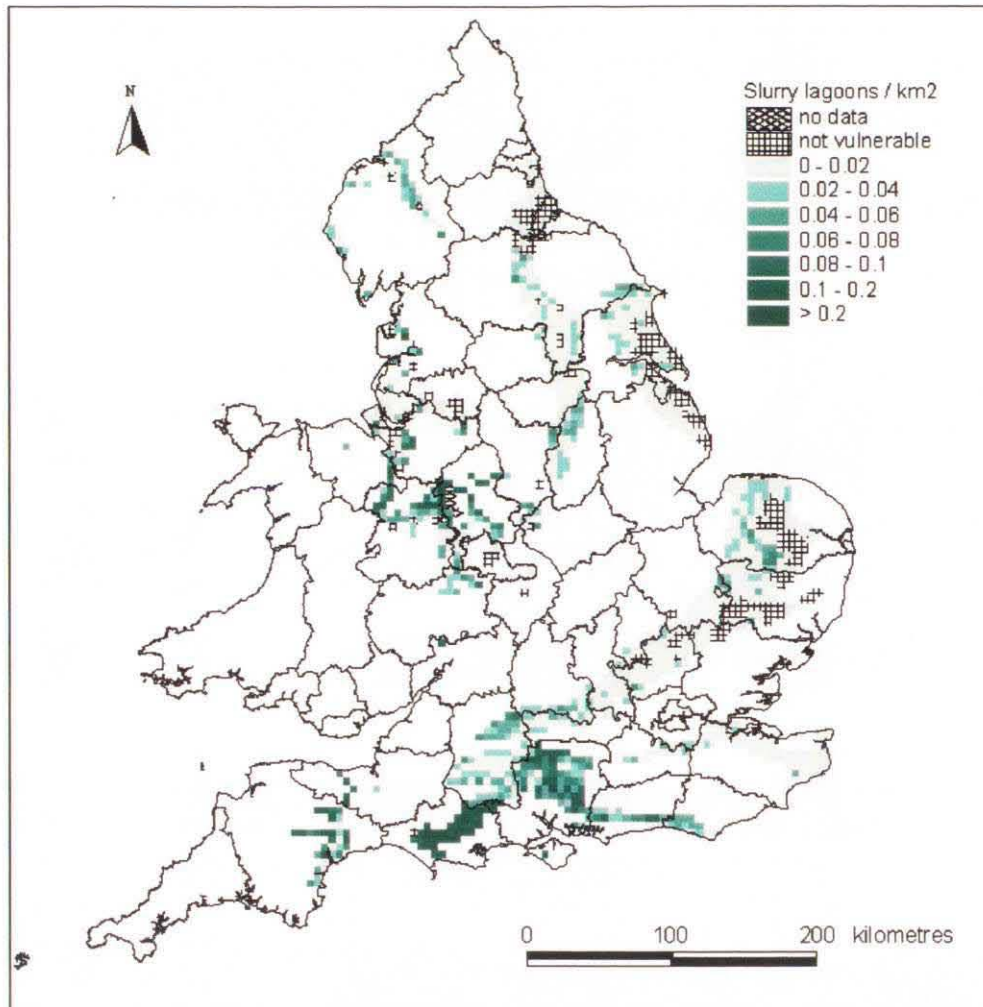 N
Slurry lagoons / km2
no data
not vulnerable
0 - 0.02
0.02 - 0.04
0.04 - 0.06
0.06 - 0.08
0.08 - 0.1
0.1 - 0.2
> 0.2
0 100 200 kilometres